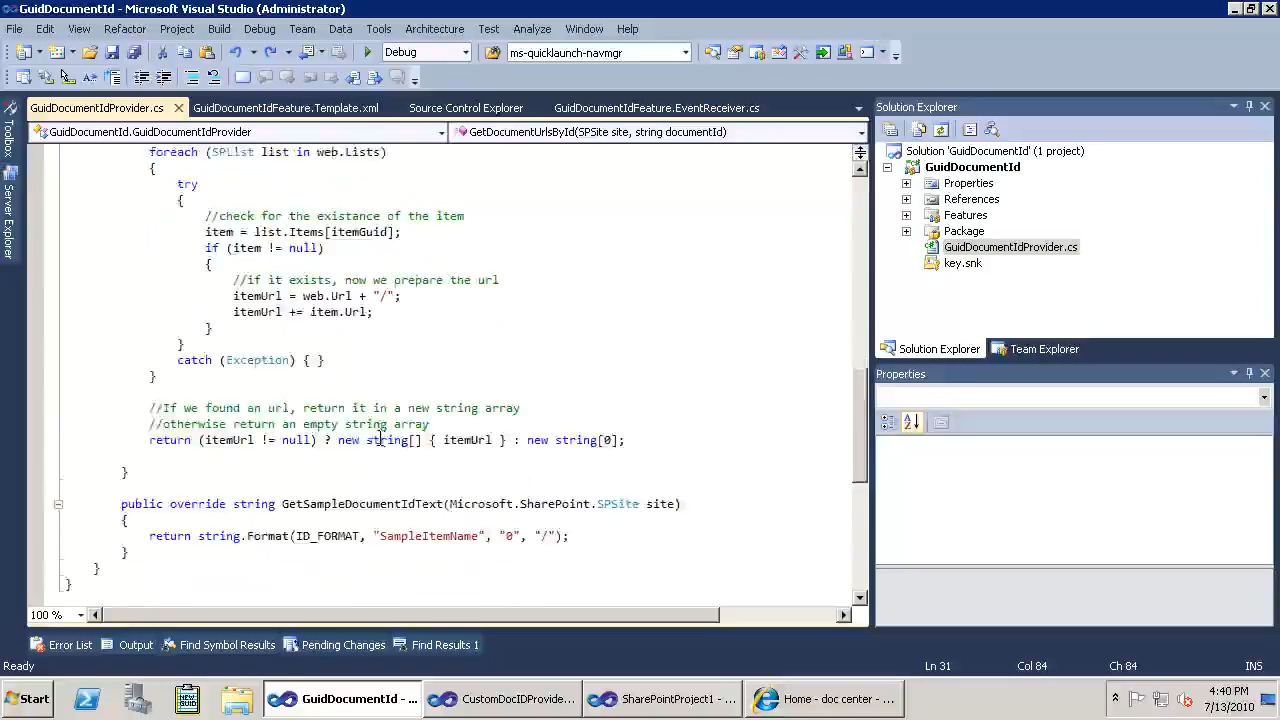 GuidDocumentId - Microsoft Visual Studio (Administrator)
File Edit View Refactor Project Build Debug Team Data Tools Architecture Test Analyze Window Help
Debug ms-quicklaunch-navmgr
GuidDocumentIdProvider.cs GuidDocumentIdFeature.Template.xml Source Control Explorer GuidDocumentIdFeature.EventReceiver.cs
GuidDocumentId.GuidDocumentIdProvider GetDocumentUrlsById(SPSite site, string documentId)
foreach (SPList list in web.Lists)
{
try
{
//check for the existance of the item
item = list.Items[itemGuid];
if (item != null)
{
//if it exists, now we prepare the url
itemUrl = web.Url + "/";
itemUrl += item.Url;
}
}
catch (Exception) { }
}
//If we found an url, return it in a new string array
//otherwise return an empty string array
return (itemUrl != null) ? new string[] { itemUrl } : new string[0];
}
public override string GetSampleDocumentIdText(Microsoft.SharePoint.SPSite site)
{
return string.Format(ID_FORMAT, "SampleItemName", "0", "/");
}
}
}
100 %
Toolbox
Server Explorer
Solution Explorer
Solution 'GuidDocumentId' (1 project)
GuidDocumentId
Properties
References
Features
Package
GuidDocumentIdProvider.cs
key.snk
Solution Explorer Team Explorer
Properties
Error List Output Find Symbol Results Pending Changes Find Results 1
Ready Ln 31 Col 84 Ch 84 INS
Start GuidDocumentId - ... CustomDocIDProvide... SharePointProject1 - ... Home - doc center - ... 4:40 PM
7/13/2010